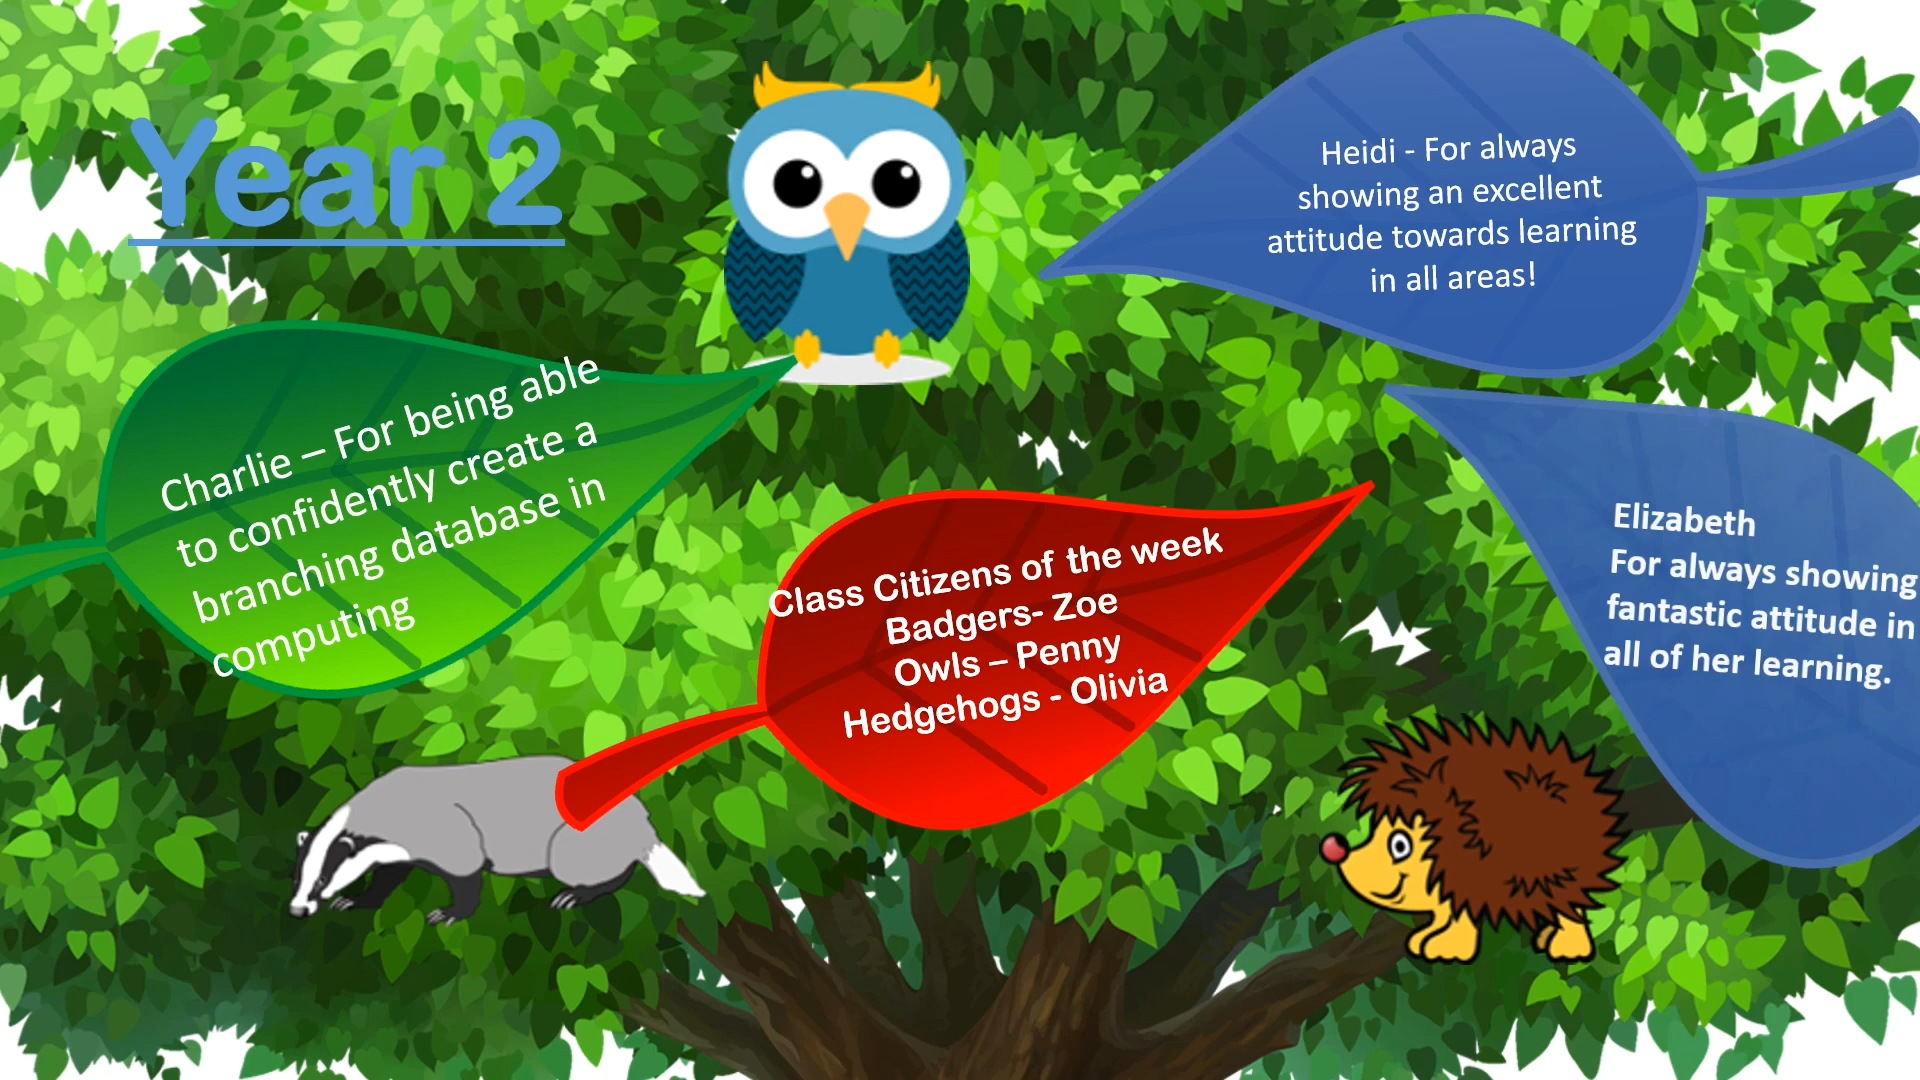 Year 2
Heidi - For always
showing an excellent
attitude towards learning
in all areas!
Charlie – For being able
to confidently create a
branching database in
computing
Class Citizens of the week
Badgers- Zoe
Owls – Penny
Hedgehogs - Olivia
Elizabeth
For always showing
fantastic attitude in
all of her learning.